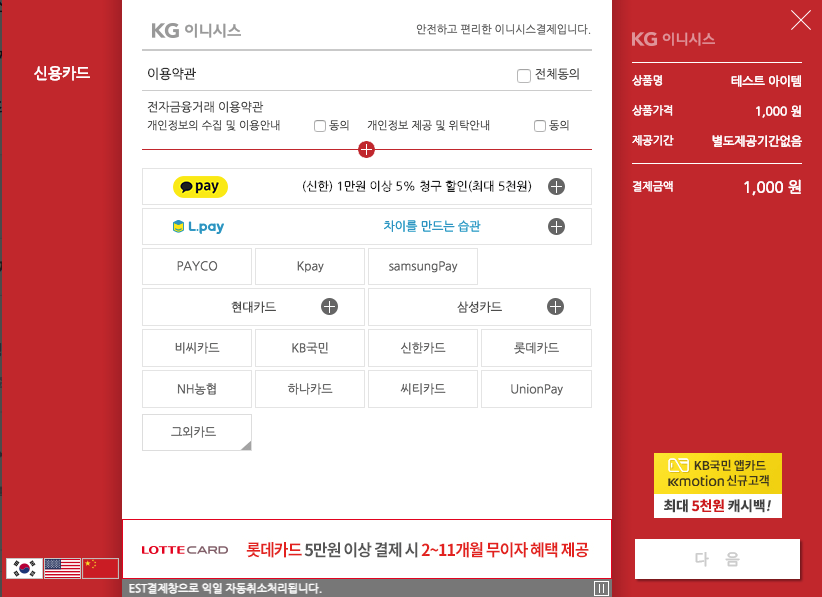 신용카드
KG 이니시스
안전하고 편리한 이니시스결제입니다.
이용약관
전체동의
전자금융거래 이용약관
개인정보의 수집 및 이용안내
동의
개인정보 제공 및 위탁안내
동의
pay
(신한) 1만원 이상 5% 청구 할인(최대 5천원)
L.pay
차이를 만드는 습관
PAYCO
Kpay
samsungPay
현대카드
삼성카드
비씨카드
KB국민
신한카드
롯데카드
NH농협
하나카드
씨티카드
UnionPay
그외카드
LOTTECARD
롯데카드 5만원 이상 결제 시 2~11개월 무이자 혜택 제공
EST결제창으로 익일 자동취소처리됩니다.
KG 이니시스
상품명
테스트 아이템
상품가격
1,000 원
제공기간
별도제공기간없음
결제금액
1,000 원
KB국민 앱카드
K-motion 신규고객
최대 5천원 캐시백!
다 음